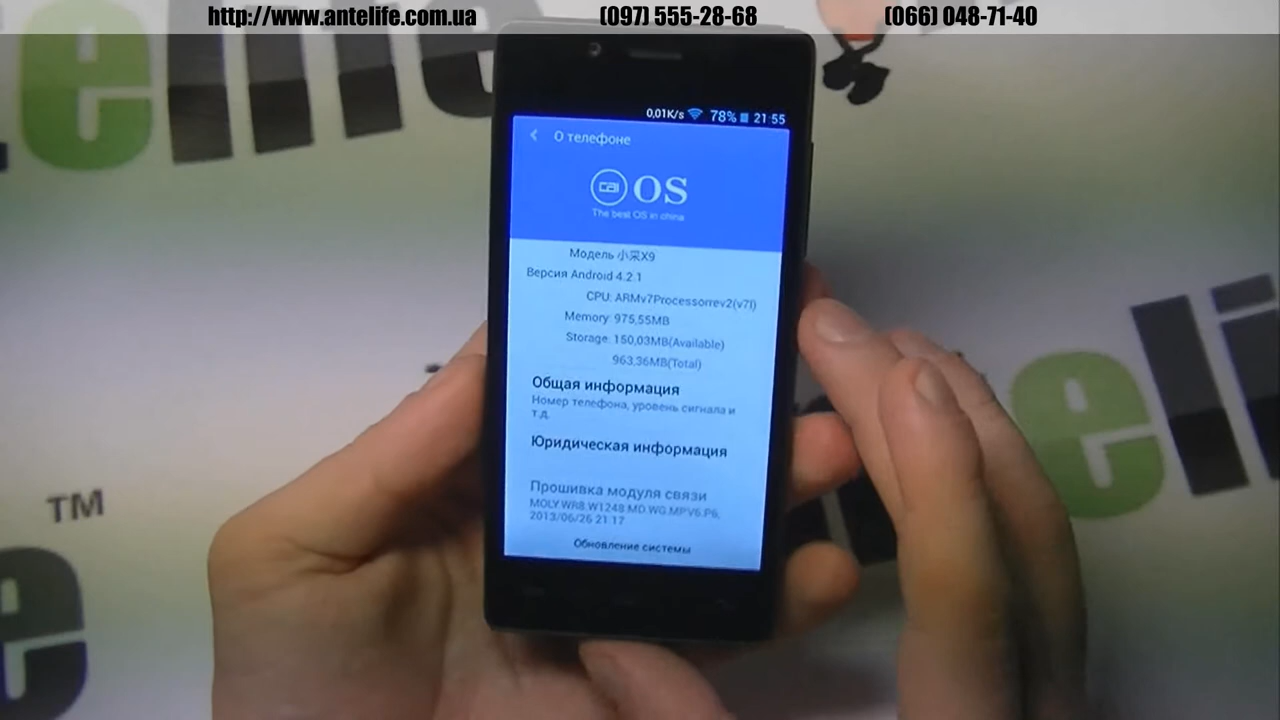 http://www.antelife.com.ua (097) 555-28-68 (066) 048-71-40
0,01K/s 78% 21:55
О телефоне
OS
The best OS in china
Модель 小采X9
Версия Android 4.2.1
CPU: ARMv7Processorrev2(v7l)
Memory: 975,55MB
Storage: 150,03MB(Available)
963,36MB(Total)
Общая информация
Номер телефона, уровень сигнала и
т.д.
Юридическая информация
Прошивка модуля связи
MOLY.WR8.W1248.MD.WG.MP.V6.P6,
2013/06/26 21:17
Обновление системы
TM